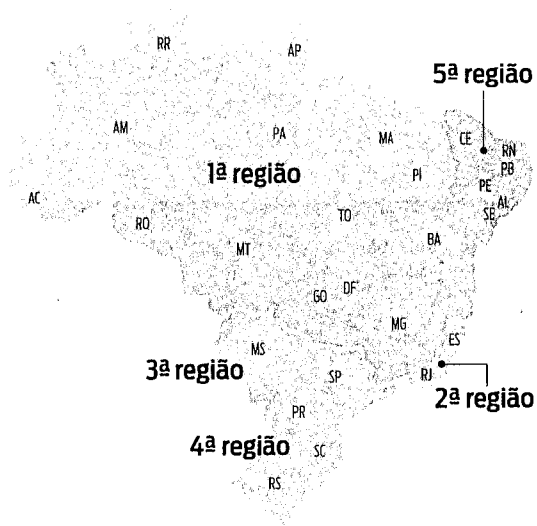 RR
AP
5ª região
AM
PA
MA
CE
RN
PB
1ª região
PI
PE
AC
AL
SE
RO
TO
BA
MT
GO
DF
MG
ES
MS
3ª região
SP
RJ
2ª região
PR
4ª região
SC
RS